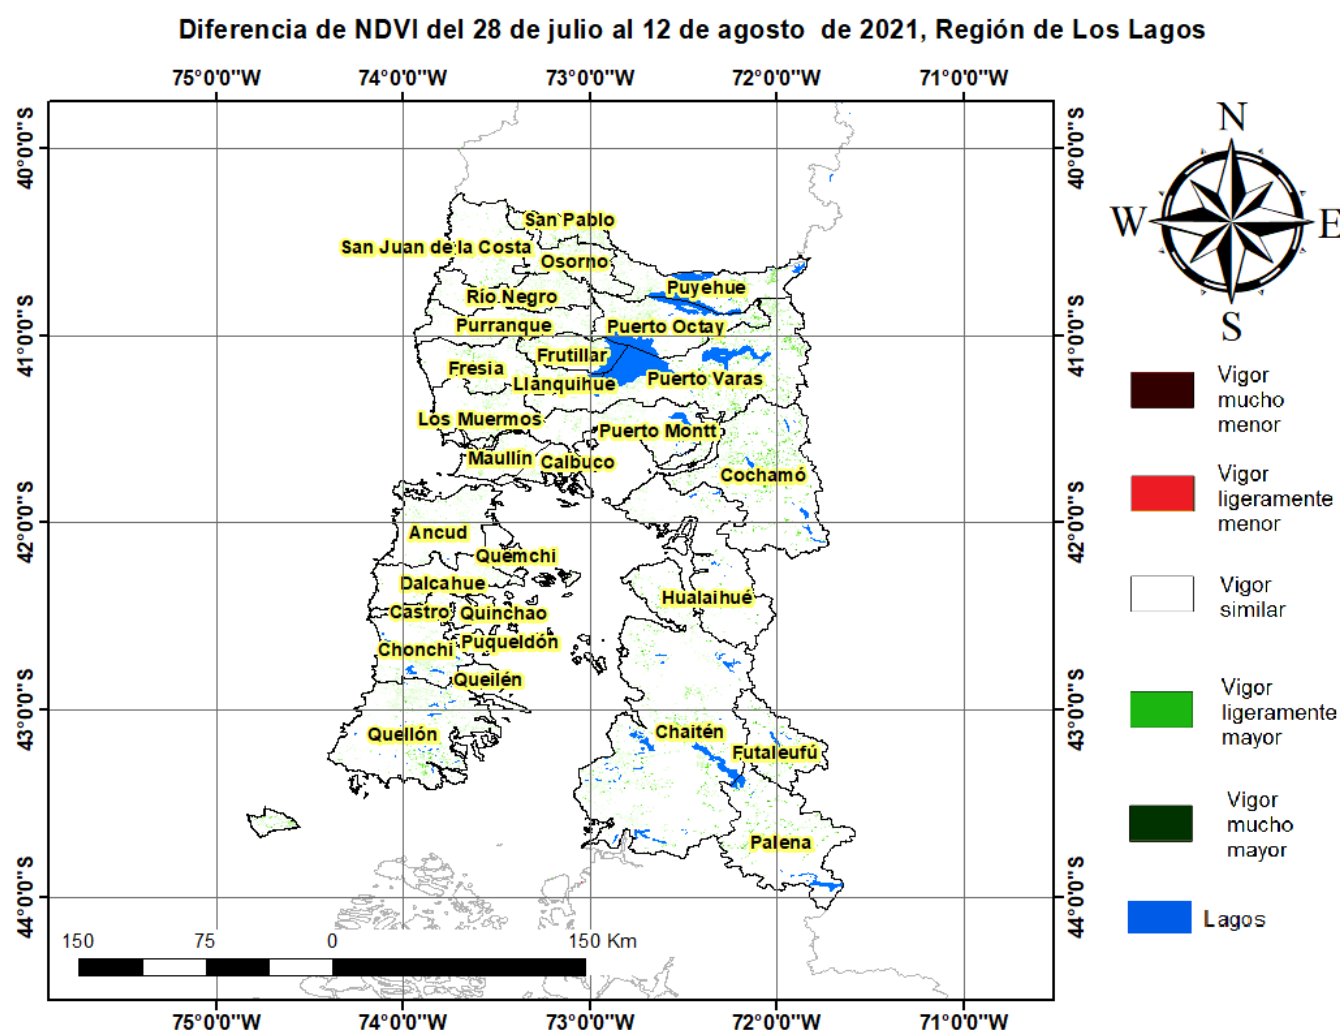 Diferencia de NDVI del 28 de julio al 12 de agosto  de 2021, Región de Los Lagos
75°0'0"W 74°0'0"W 73°0'0"W 72°0'0"W 71°0'0"W
40°0'0"S 40°0'0"S
41°0'0"S 41°0'0"S
42°0'0"S 42°0'0"S
43°0'0"S 43°0'0"S
44°0'0"S 44°0'0"S
San Pablo
San Juan de la Costa
Osorno
Puyehue
Río Negro
Purranque
Puerto Octay
Frutillar
Fresia
Llanquihue
Puerto Varas
Los Muermos
Puerto Montt
Maullín
Calbuco
Cochamó
Ancud
Quemchi
Dalcahue
Hualaihué
Castro
Quinchao
Chonchi
Puqueldón
Queilén
Quellón
Chaitén
Futaleufú
Palena
150 75 0 150 Km
75°0'0"W 74°0'0"W 73°0'0"W 72°0'0"W 71°0'0"W
N
W E
S
Vigor
mucho
menor
Vigor
ligeramente
menor
Vigor
similar
Vigor
ligeramente
mayor
Vigor
mucho
mayor
Lagos